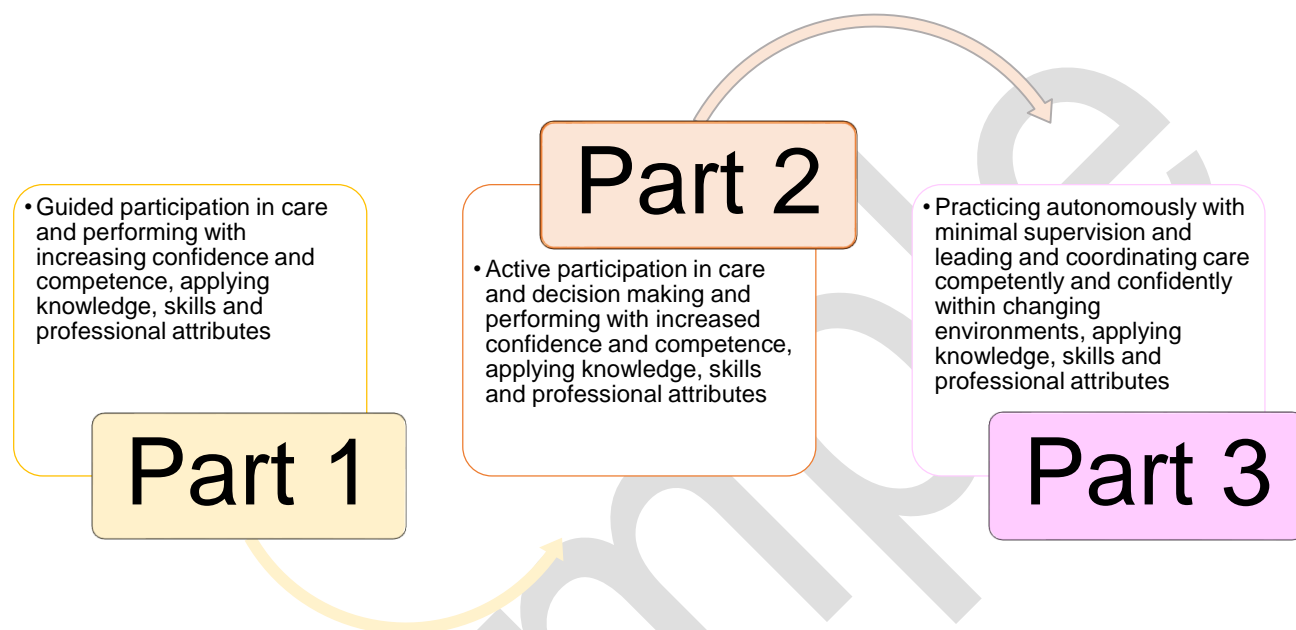 • Guided participation in care
and performing with
increasing confidence and
competence, applying
knowledge, skills and
professional attributes
Part 1
Part 2
• Active participation in care
and decision making and
performing with increased
confidence and competence,
applying knowledge, skills
and professional attributes
• Practicing autonomously with
minimal supervision and
leading and coordinating care
competently and confidently
within changing
environments, applying
knowledge, skills and
professional attributes
Part 3